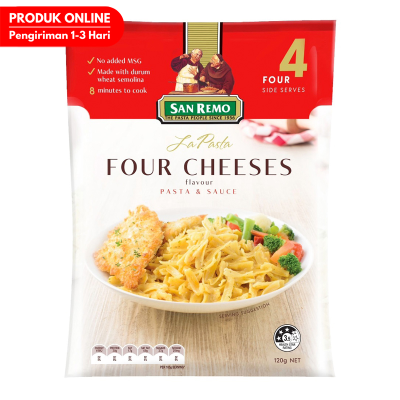 PRODUK ONLINE
Pengiriman 1-3 Hari
No added MSG
Made with durum
wheat semolina
8 minutes to cook
4
FOUR
SIDE SERVES
SAN REMO
THE PASTA PEOPLE SINCE 1936
La Pasta
FOUR CHEESES
flavour
PASTA & SAUCE
SERVING SUGGESTION
120g NET